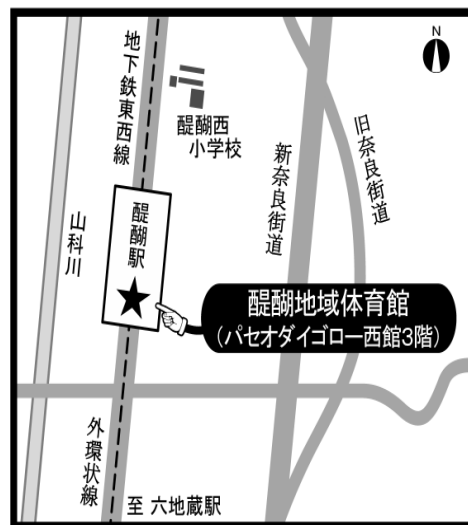 N
地下鉄東西線
醍醐西
小学校
旧奈良街道
新奈良街道
醍醐駅
山科川
醍醐地域体育館
（パセオダイゴロー西館3階）
外環状線
至 六地蔵駅